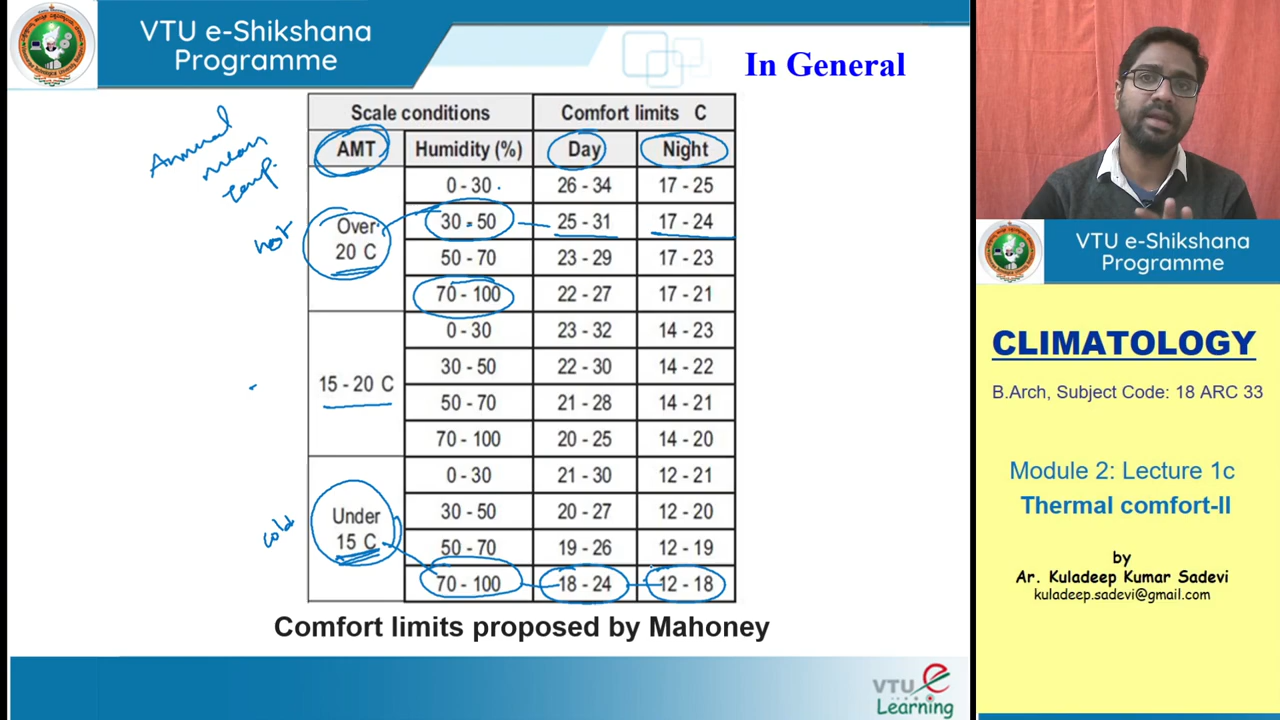 VTU e-Shikshana
Programme
In General
Annual
mean
temp.
Scale conditions Comfort limits C
AMT Humidity (%) Day Night
0 - 30 26 - 34 17 - 25
hot Over 20 C 30 - 50 25 - 31 17 - 24
50 - 70 23 - 29 17 - 23
70 - 100 22 - 27 17 - 21
0 - 30 23 - 32 14 - 23
15 - 20 C 30 - 50 22 - 30 14 - 22
50 - 70 21 - 28 14 - 21
70 - 100 20 - 25 14 - 20
0 - 30 21 - 30 12 - 21
cold Under 15 C 30 - 50 20 - 27 12 - 20
50 - 70 19 - 26 12 - 19
70 - 100 18 - 24 12 - 18
Comfort limits proposed by Mahoney
VTU e
Learning
VTU e-Shikshana
Programme
CLIMATOLOGY
B.Arch, Subject Code: 18 ARC 33
Module 2: Lecture 1c
Thermal comfort-II
by
Ar. Kuladeep Kumar Sadevi
kuladeep.sadevi@gmail.com